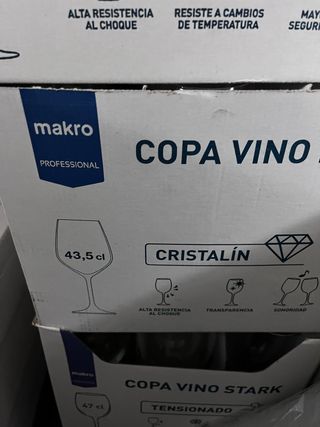 ALTA RESISTENCIA
AL CHOQUE
RESISTE A CAMBIOS
DE TEMPERATURA
makro
PROFESSIONAL
COPA VINO
43,5 cl
CRISTALÍN
ALTA RESISTENCIA
AL CHOQUE
TRANSPARENCIA
SONORIDAD
makro
COPA VINO STARK
47 cl
TENSIONADO